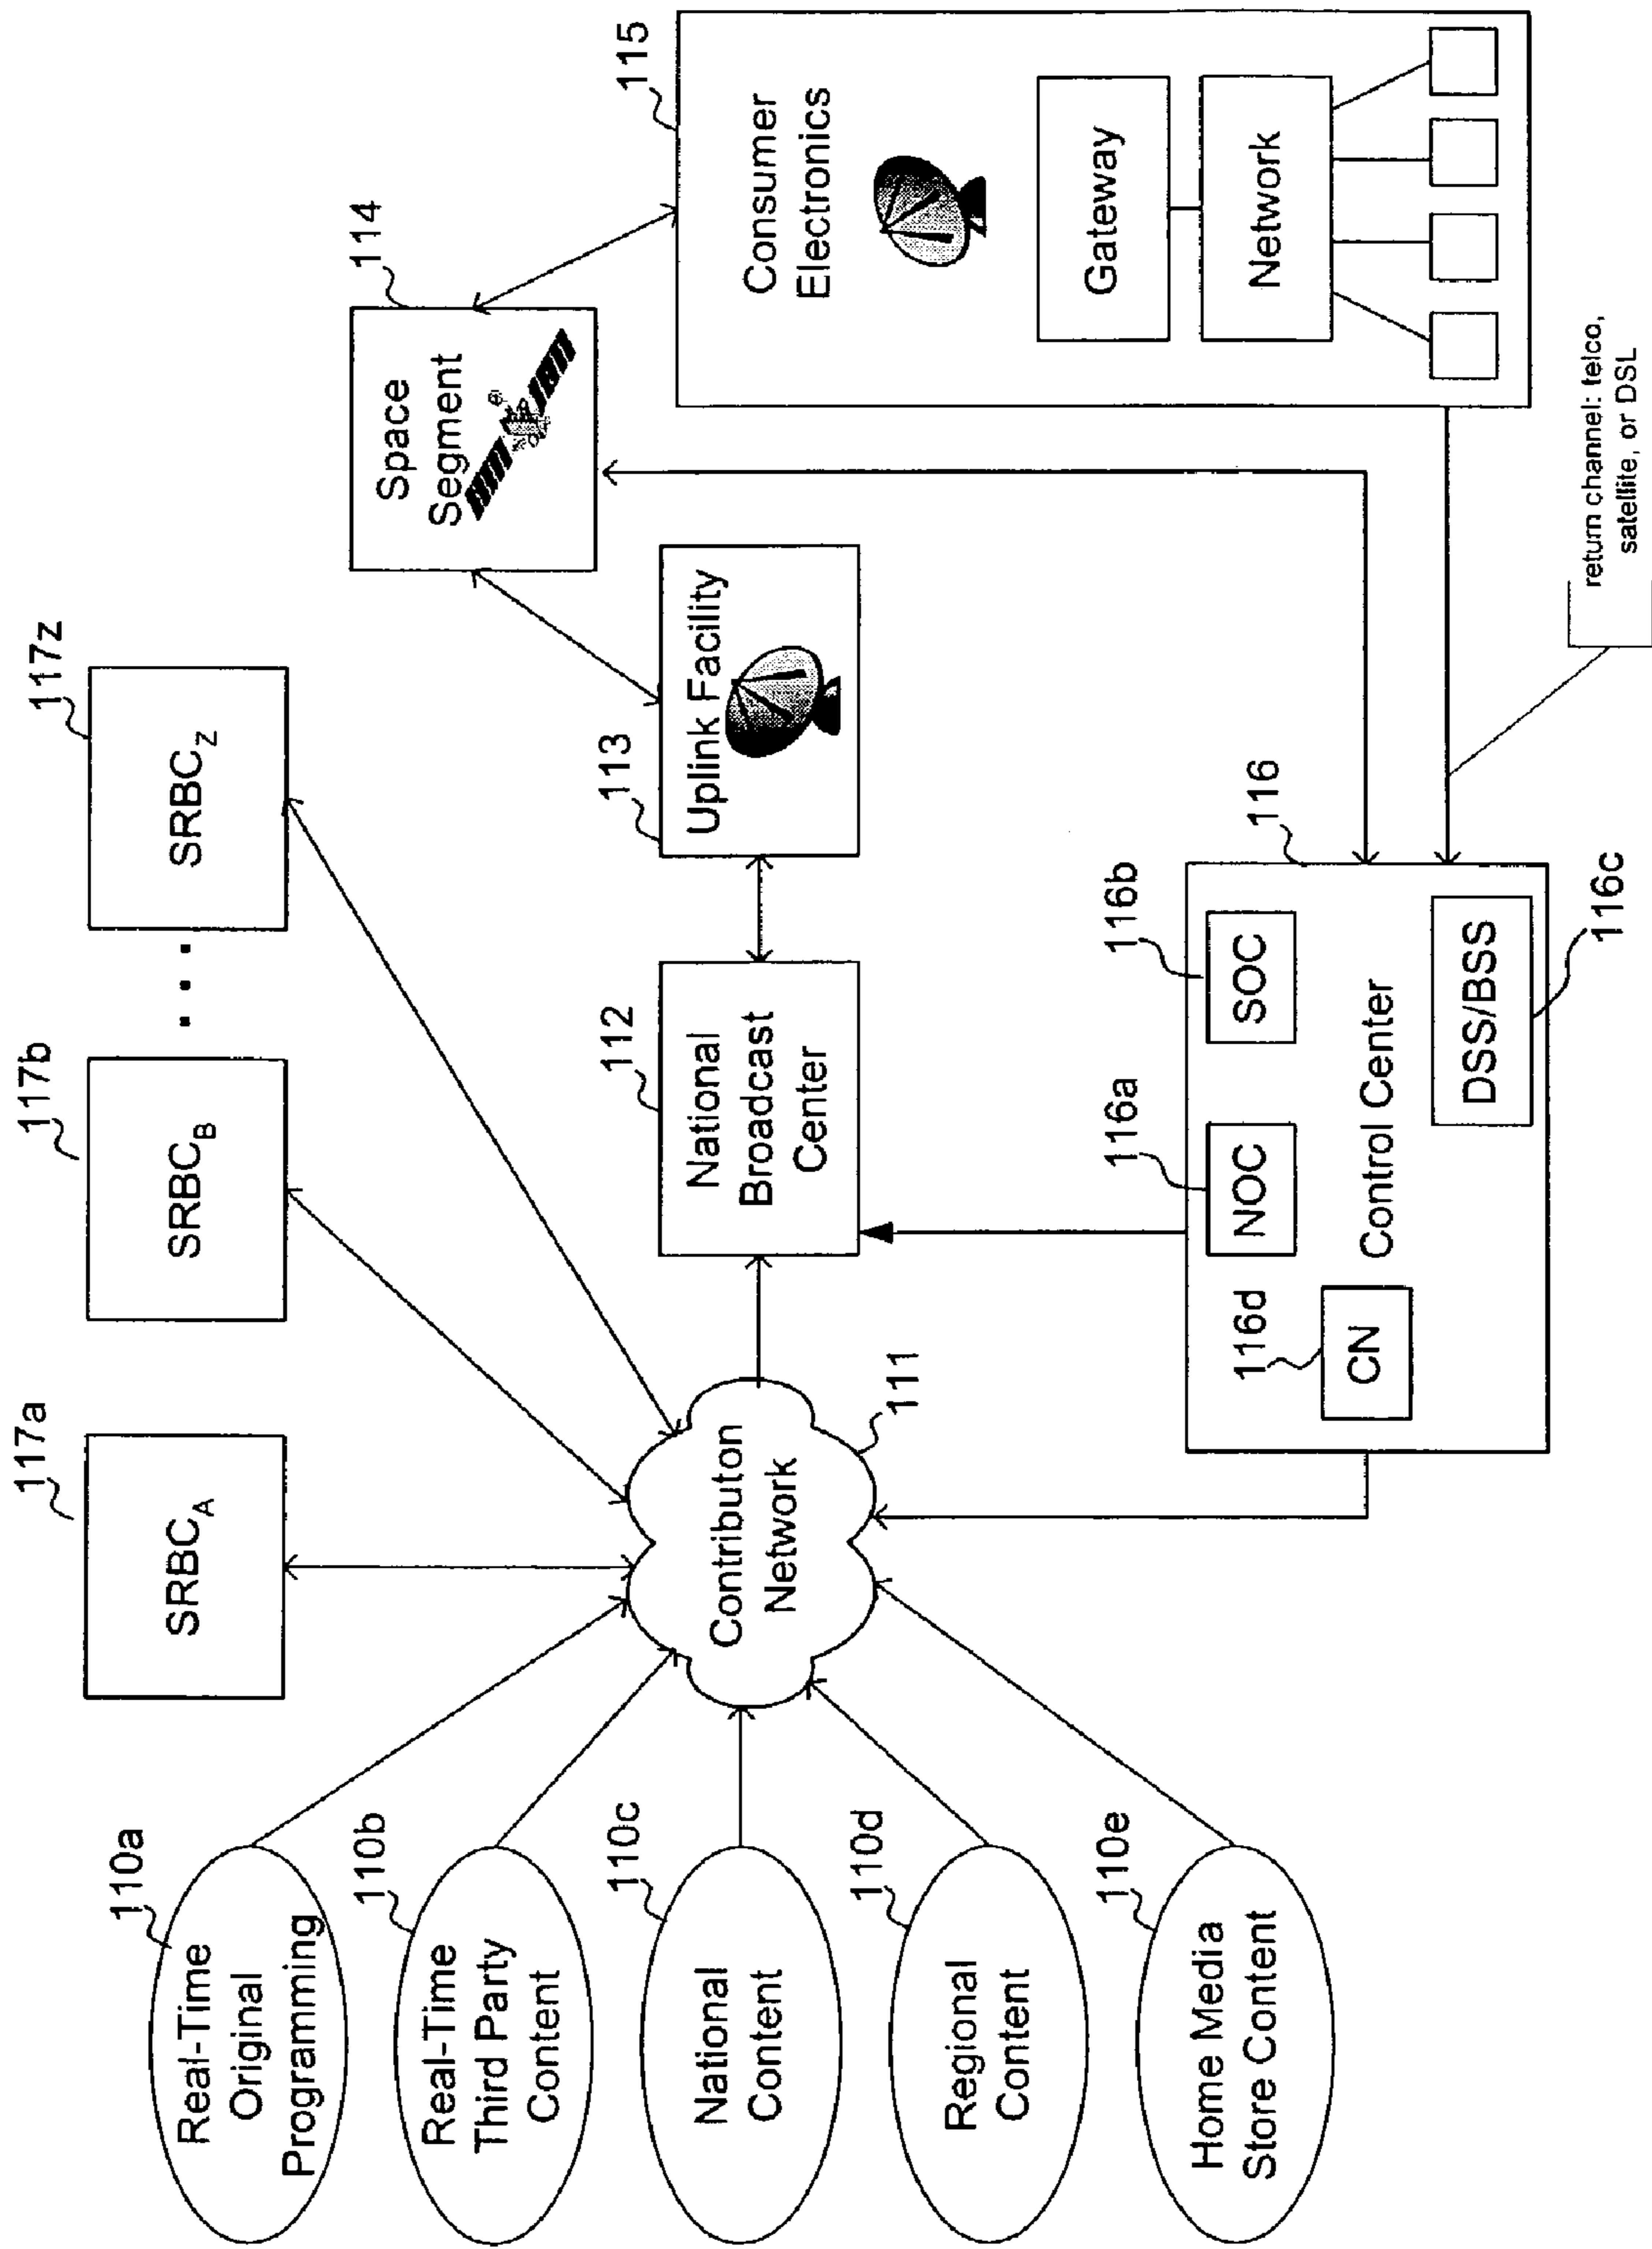 117a
SRBC_A
117b
SRBC_B
. . .
117z
SRBC_Z
110a
Real-Time
Original
Programming
110b
Real-Time
Third Party
Content
110c
National
Content
110d
Regional
Content
110e
Home Media
Store Content
Contributon
Network
111
112
National
Broadcast
Center
113
Uplink Facility
114
Space
Segment
115
Consumer
Electronics
Gateway
Network
116
116a
NOC
116b
SOC
116d
CN
Control Center
DSS/BSS
116c
return channel: telco,
satellite, or DSL